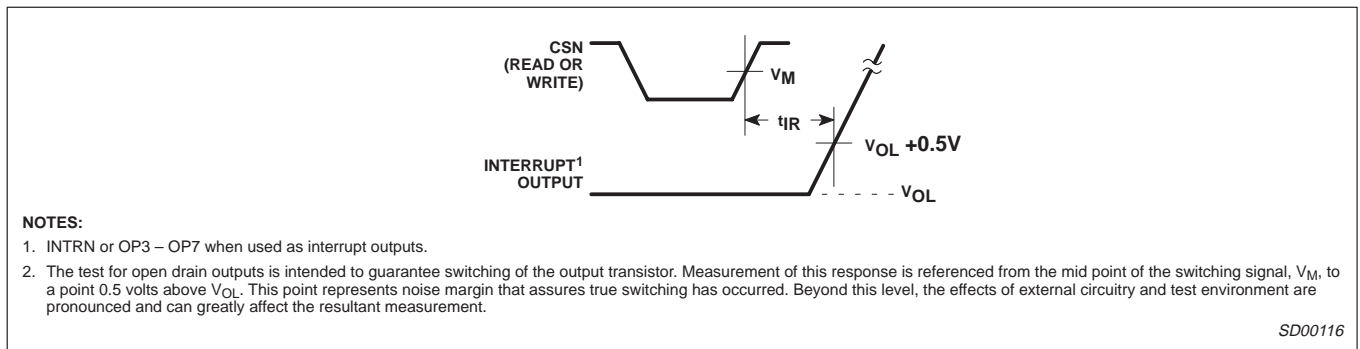 CSN
(READ OR
WRITE)
VM
tIR
VOL +0.5V
INTERRUPT1
OUTPUT
VOL
NOTES:
1. INTRN or OP3 – OP7 when used as interrupt outputs.
2. The test for open drain outputs is intended to guarantee switching of the output transistor. Measurement of this response is referenced from the mid point of the switching signal, VM, to
a point 0.5 volts above VOL. This point represents noise margin that assures true switching has occurred. Beyond this level, the effects of external circuitry and test environment are
pronounced and can greatly affect the resultant measurement.
SD00116